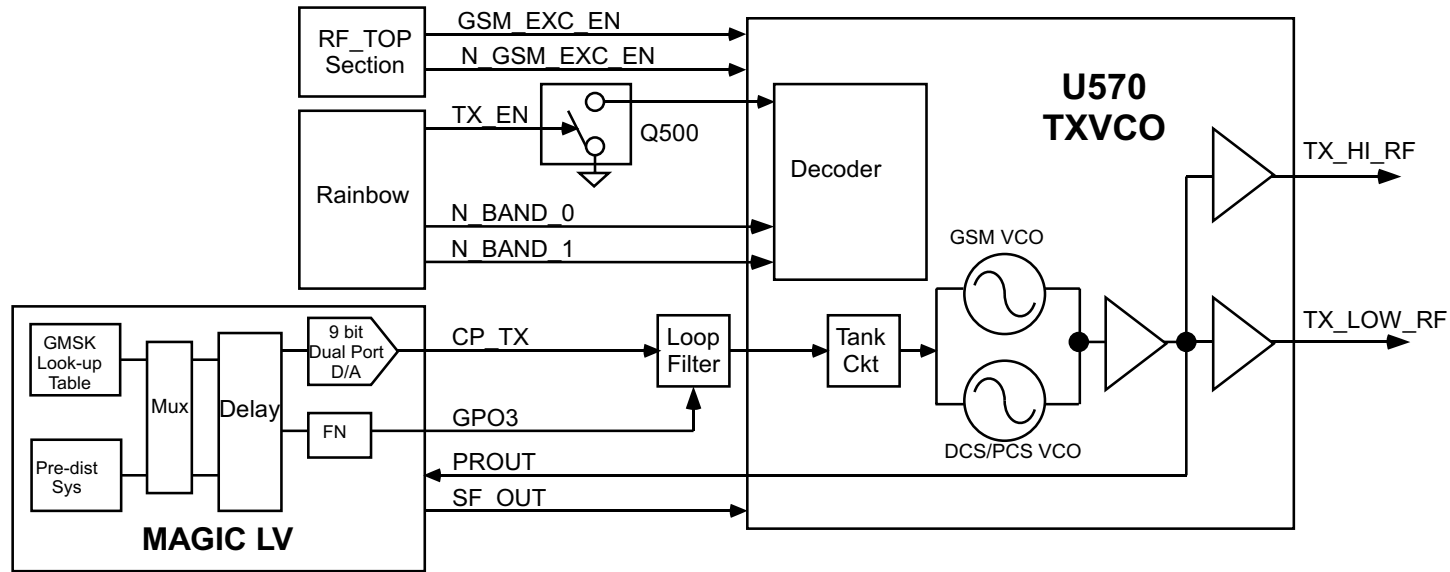 GSM_EXC_EN
RF_TOP
Section
N_GSM_EXC_EN
U570
TXVCO
TX_EN
Q500
TX_HI_RF
Decoder
Rainbow
N_BAND_0
N_BAND_1
GSM VCO
9 bit
Dual Port
D/A
CP_TX
Loop
Filter
Tank
Ckt
TX_LOW_RF
GMSK
Look-up
Table
Mux
Delay
FN
GPO3
DCS/PCS VCO
Pre-dist
Sys
PROUT
SF_OUT
MAGIC LV